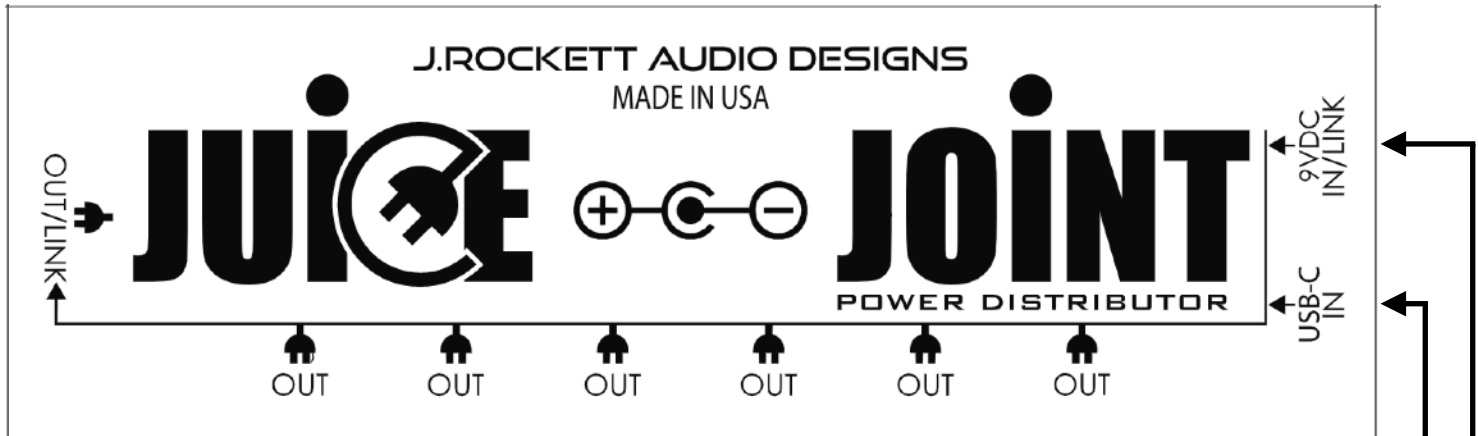 J.ROCKETT AUDIO DESIGNS
MADE IN USA
JUiCE
JOiNT
POWER DISTRIBUTOR
OUT/LINK
9VDC
IN/LINK
USB-C
IN
OUT OUT OUT OUT OUT OUT